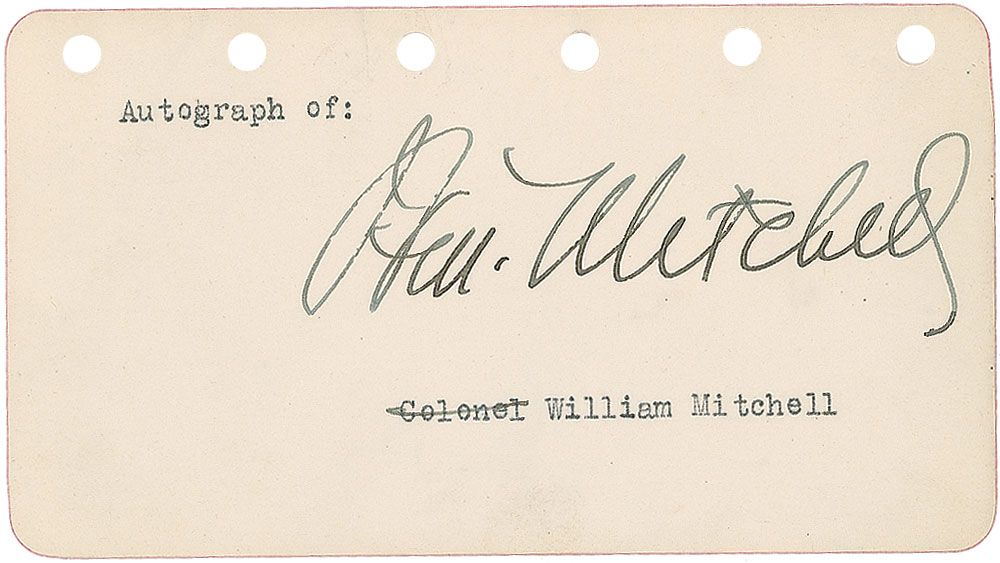 Autograph of:
Wm. Mitchell
~~Colonel~~ William Mitchell